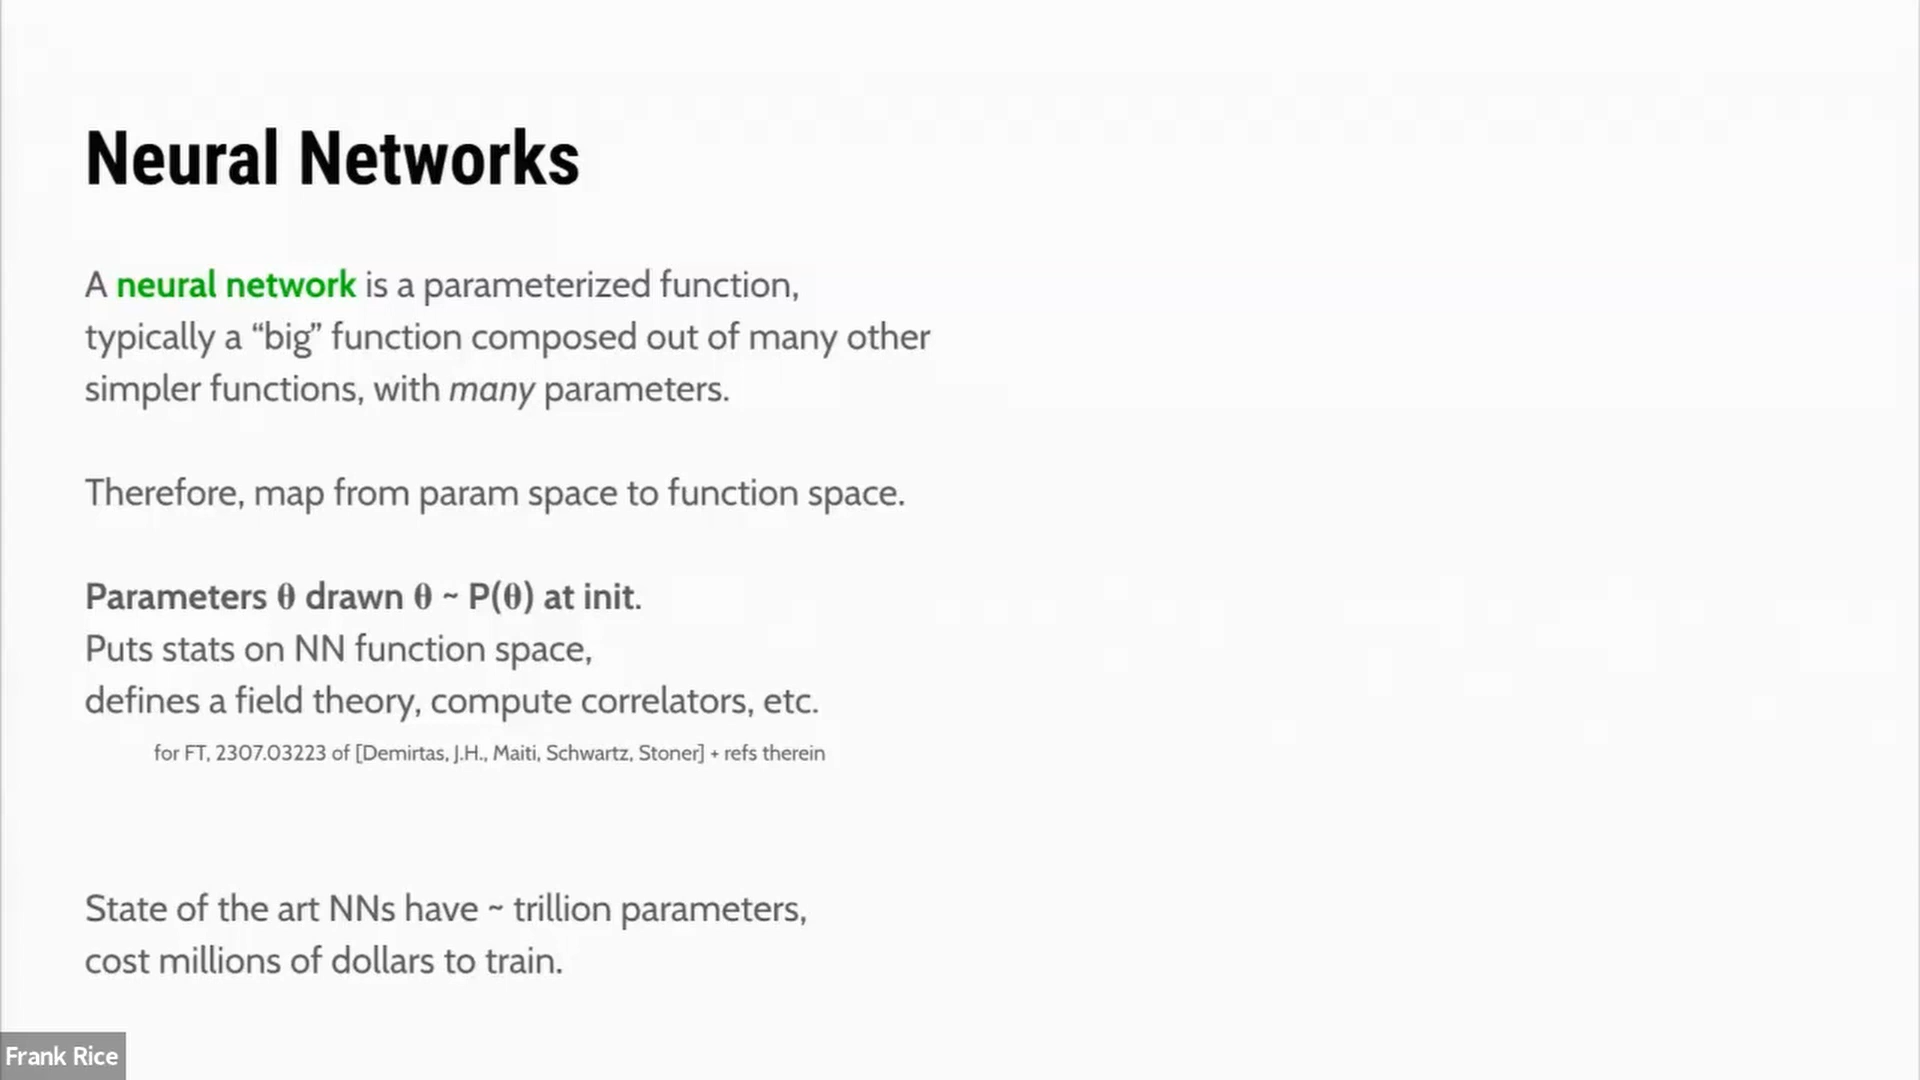 Neural Networks
A neural network is a parameterized function,
typically a “big” function composed out of many other
simpler functions, with many parameters.
Therefore, map from param space to function space.
Parameters θ drawn θ ~ P(θ) at init.
Puts stats on NN function space,
defines a field theory, compute correlators, etc.
for FT, 2307.03223 of [Demirtas, J.H., Maiti, Schwartz, Stoner] + refs therein
State of the art NNs have ~ trillion parameters,
cost millions of dollars to train.
Frank Rice